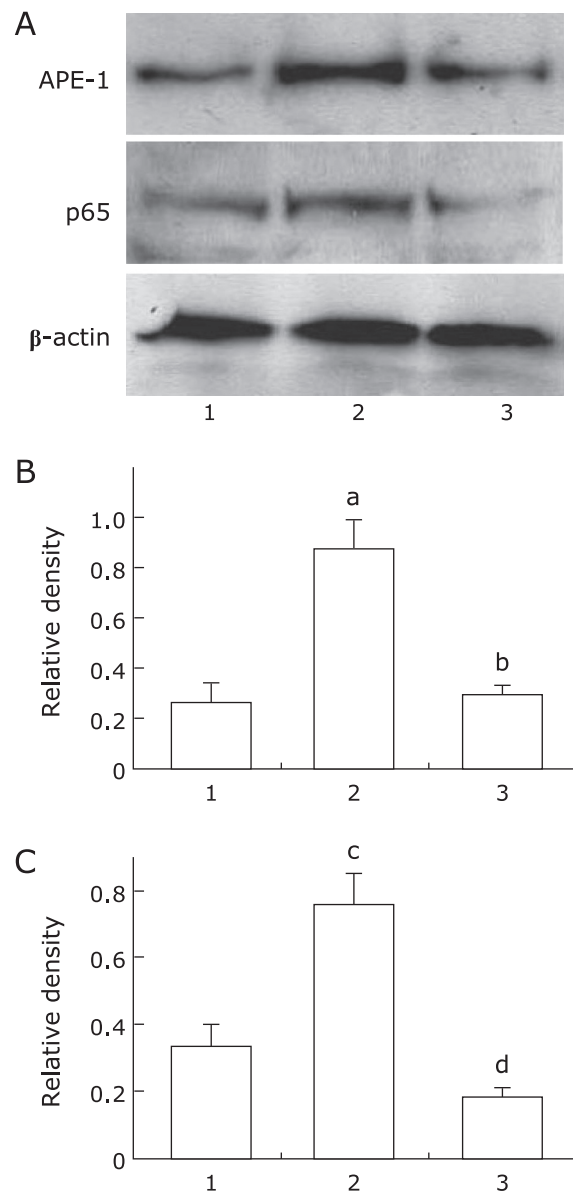 A
APE-1
p65
β-actin
1 2 3
B
Relative density
1.0
0.8
0.6
0.4
0.2
0
a
b
1 2 3
C
Relative density
0.8
0.6
0.4
0.2
0
c
d
1 2 3